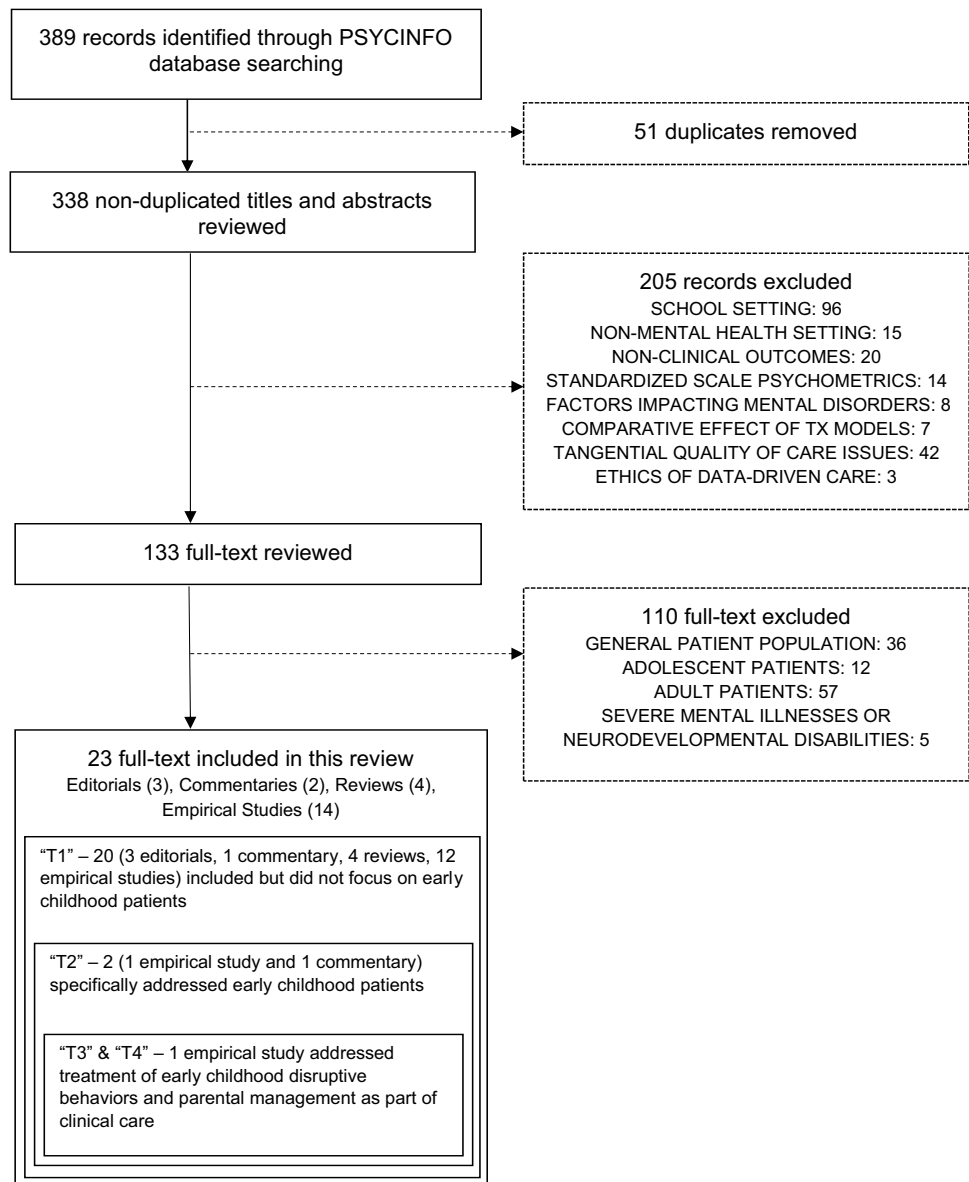 389 records identified through PSYCINFO
database searching
51 duplicates removed
338 non-duplicated titles and abstracts
reviewed
205 records excluded
SCHOOL SETTING: 96
NON-MENTAL HEALTH SETTING: 15
NON-CLINICAL OUTCOMES: 20
STANDARDIZED SCALE PSYCHOMETRICS: 14
FACTORS IMPACTING MENTAL DISORDERS: 8
COMPARATIVE EFFECT OF TX MODELS: 7
TANGENTIAL QUALITY OF CARE ISSUES: 42
ETHICS OF DATA-DRIVEN CARE: 3
133 full-text reviewed
110 full-text excluded
GENERAL PATIENT POPULATION: 36
ADOLESCENT PATIENTS: 12
ADULT PATIENTS: 57
SEVERE MENTAL ILLNESSES OR
NEURODEVELOPMENTAL DISABILITIES: 5
23 full-text included in this review
Editorials (3), Commentaries (2), Reviews (4),
Empirical Studies (14)
“T1” – 20 (3 editorials, 1 commentary, 4 reviews, 12
empirical studies) included but did not focus on early
childhood patients
“T2” – 2 (1 empirical study and 1 commentary)
specifically addressed early childhood patients
“T3” & “T4” – 1 empirical study addressed
treatment of early childhood disruptive
behaviors and parental management as part of
clinical care